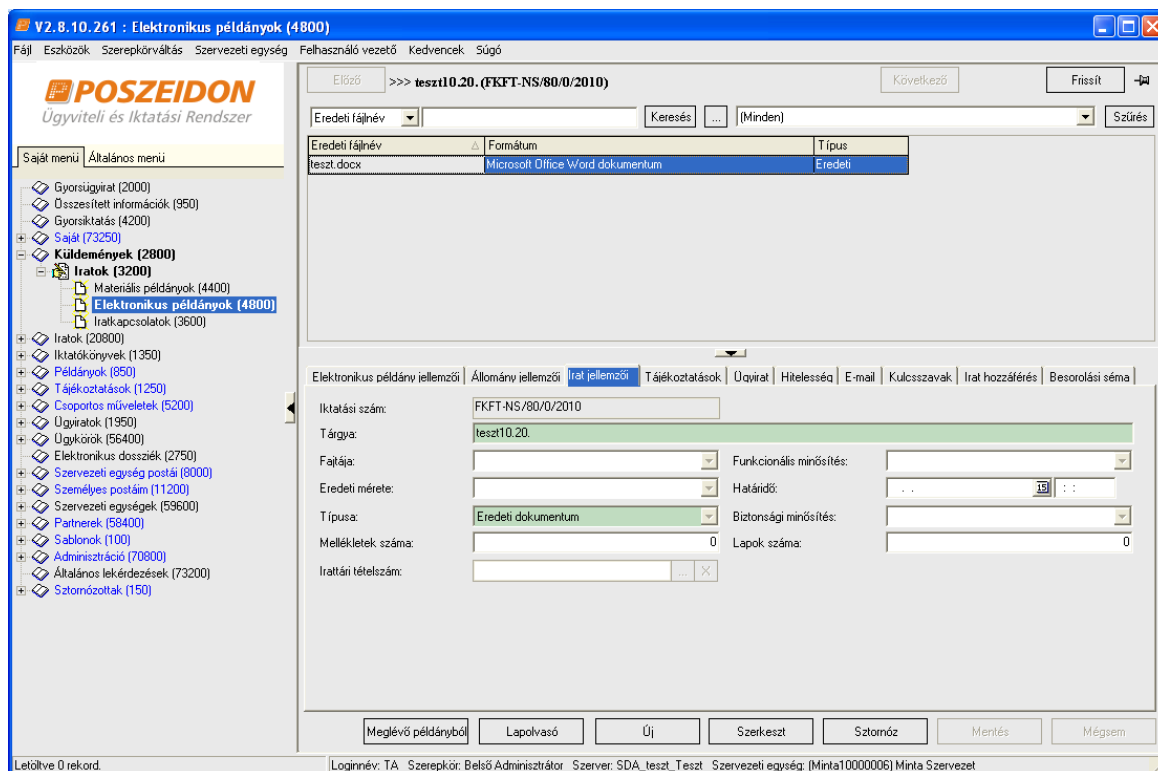 V2.8.10.261 : Elektronikus példányok (4800)
Fájl Eszközök Szerepkörváltás Szervezeti egység Felhasználó vezető Kedvencek Súgó
POSZEIDON
Ügyviteli és Iktatási Rendszer
Saját menü Általános menü
Gyorsügyirat (2000)
Összesített információk (950)
Gyorsiktatás (4200)
Saját (73250)
Küldemények (2800)
Iratok (3200)
Materiális példányok (4400)
Elektronikus példányok (4800)
Iratkapcsolatok (3600)
Iratok (20800)
Iktatókönyvek (1350)
Példányok (850)
Tájékoztatások (1250)
Csoportos műveletek (5200)
Ügyiratok (1950)
Ügykörök (56400)
Elektronikus dossziék (2750)
Szervezeti egység postái (8000)
Személyes postáim (11200)
Szervezeti egységek (59600)
Partnerek (58400)
Sablonok (100)
Adminisztráció (70800)
Általános lekérdezések (73200)
Sztornózottak (150)
Előző >>> teszt10.20. (FKFT-NS/80/0/2010) Következő Frissít
Eredeti fájlnév Keresés ... (Minden) Szűrés
Eredeti fájlnév Formátum Típus
teszt.docx Microsoft Office Word dokumentum Eredeti
Elektronikus példány jellemzői Állomány jellemzői Irat jellemzői Tájékoztatások Ügyirat Hitelesség E-mail Kulcsszavak Irat hozzáférés Besorolási séma
Iktatási szám: FKFT-NS/80/0/2010
Tárgya: teszt10.20.
Fajtája: Funkcionális minősítés:
Eredeti mérete: Határidő: . . 15 : :
Típusa: Eredeti dokumentum Biztonsági minősítés:
Mellékletek száma: 0 Lapok száma: 0
Irattári tételszám: ... X
Meglévő példányból Lapolvasó Új Szerkeszt Sztornóz Mentés Mégsem
Letöltve 0 rekord. Loginnév: TA Szerepkör: Belső Adminisztrátor Szerver: SDA_teszt_Teszt Szervezeti egység: (Minta10000006) Minta Szervezet